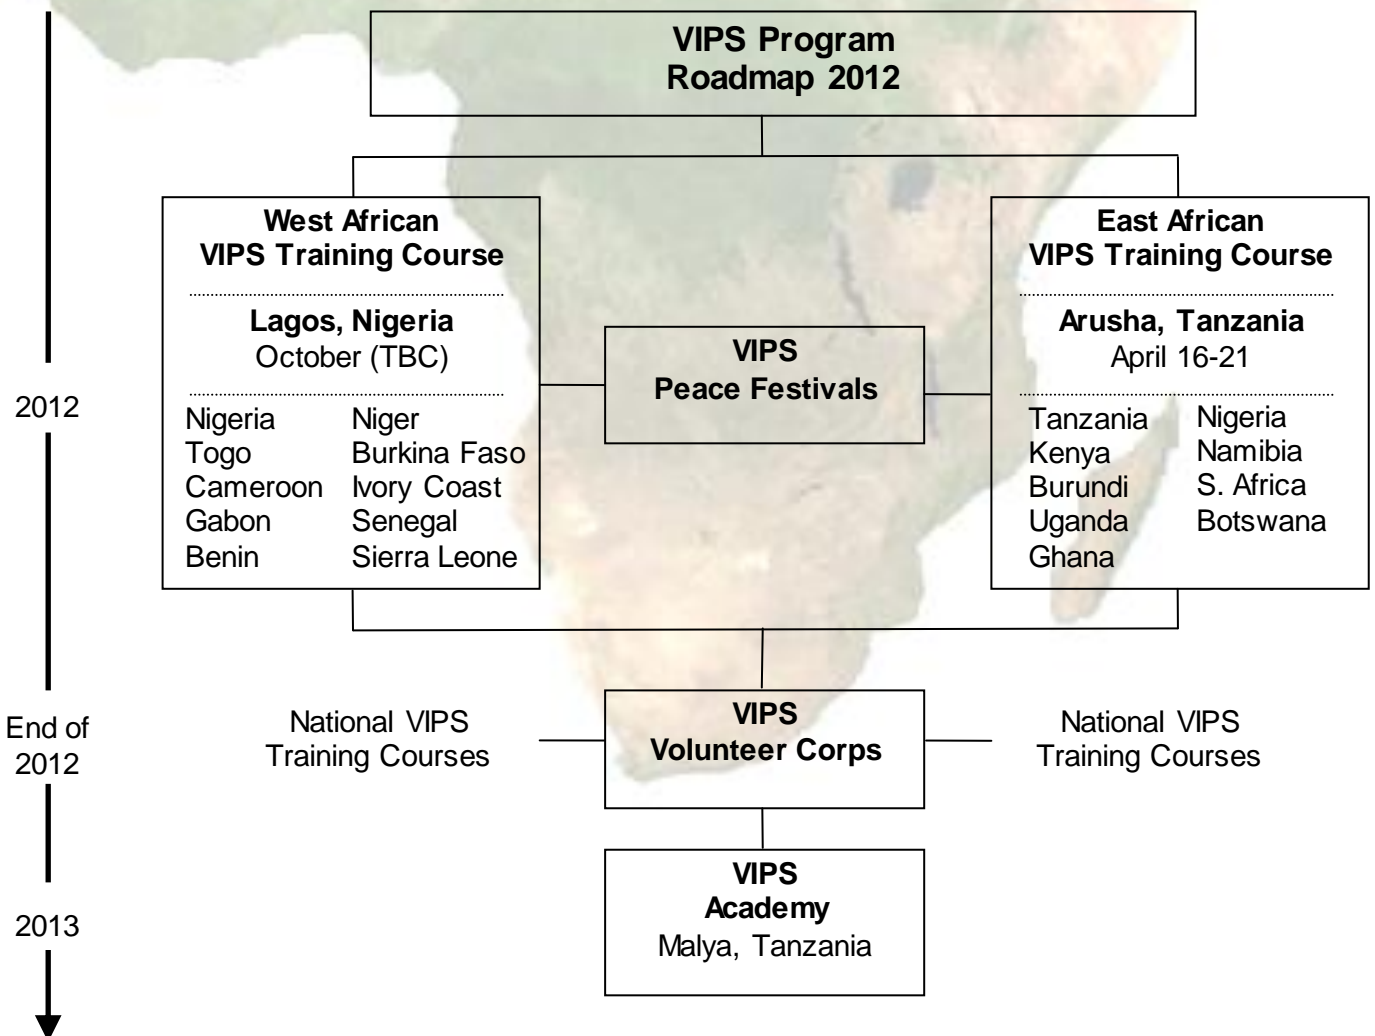 VIPS Program
Roadmap 2012
West African
VIPS Training Course
Lagos, Nigeria
October (TBC)
Nigeria
Togo
Cameroon
Gabon
Benin
Niger
Burkina Faso
Ivory Coast
Senegal
Sierra Leone
VIPS
Peace Festivals
East African
VIPS Training Course
Arusha, Tanzania
April 16-21
Tanzania
Kenya
Burundi
Uganda
Ghana
Nigeria
Namibia
S. Africa
Botswana
2012
End of
2012
National VIPS
Training Courses
VIPS
Volunteer Corps
National VIPS
Training Courses
2013
VIPS
Academy
Malya, Tanzania